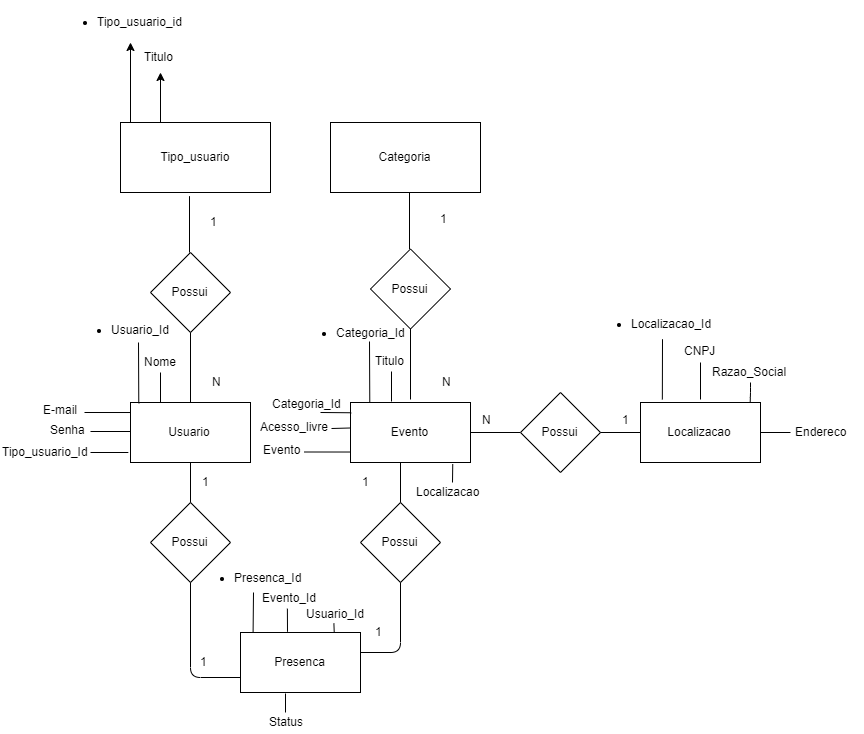 Tipo_usuario_id
Titulo
Tipo_usuario
Categoria
1
1
Possui
Possui
Usuario_Id
Categoria_Id
Localizacao_Id
Nome
Titulo
CNPJ
Razao_Social
N
N
E-mail
Senha
Tipo_usuario_Id
Usuario
Categoria_Id
Acesso_livre
Evento
Evento
N
Possui
1
Localizacao
Endereco
1
1
Localizacao
Possui
Possui
Presenca_Id
Evento_Id
Usuario_Id
1
1
Presenca
Status